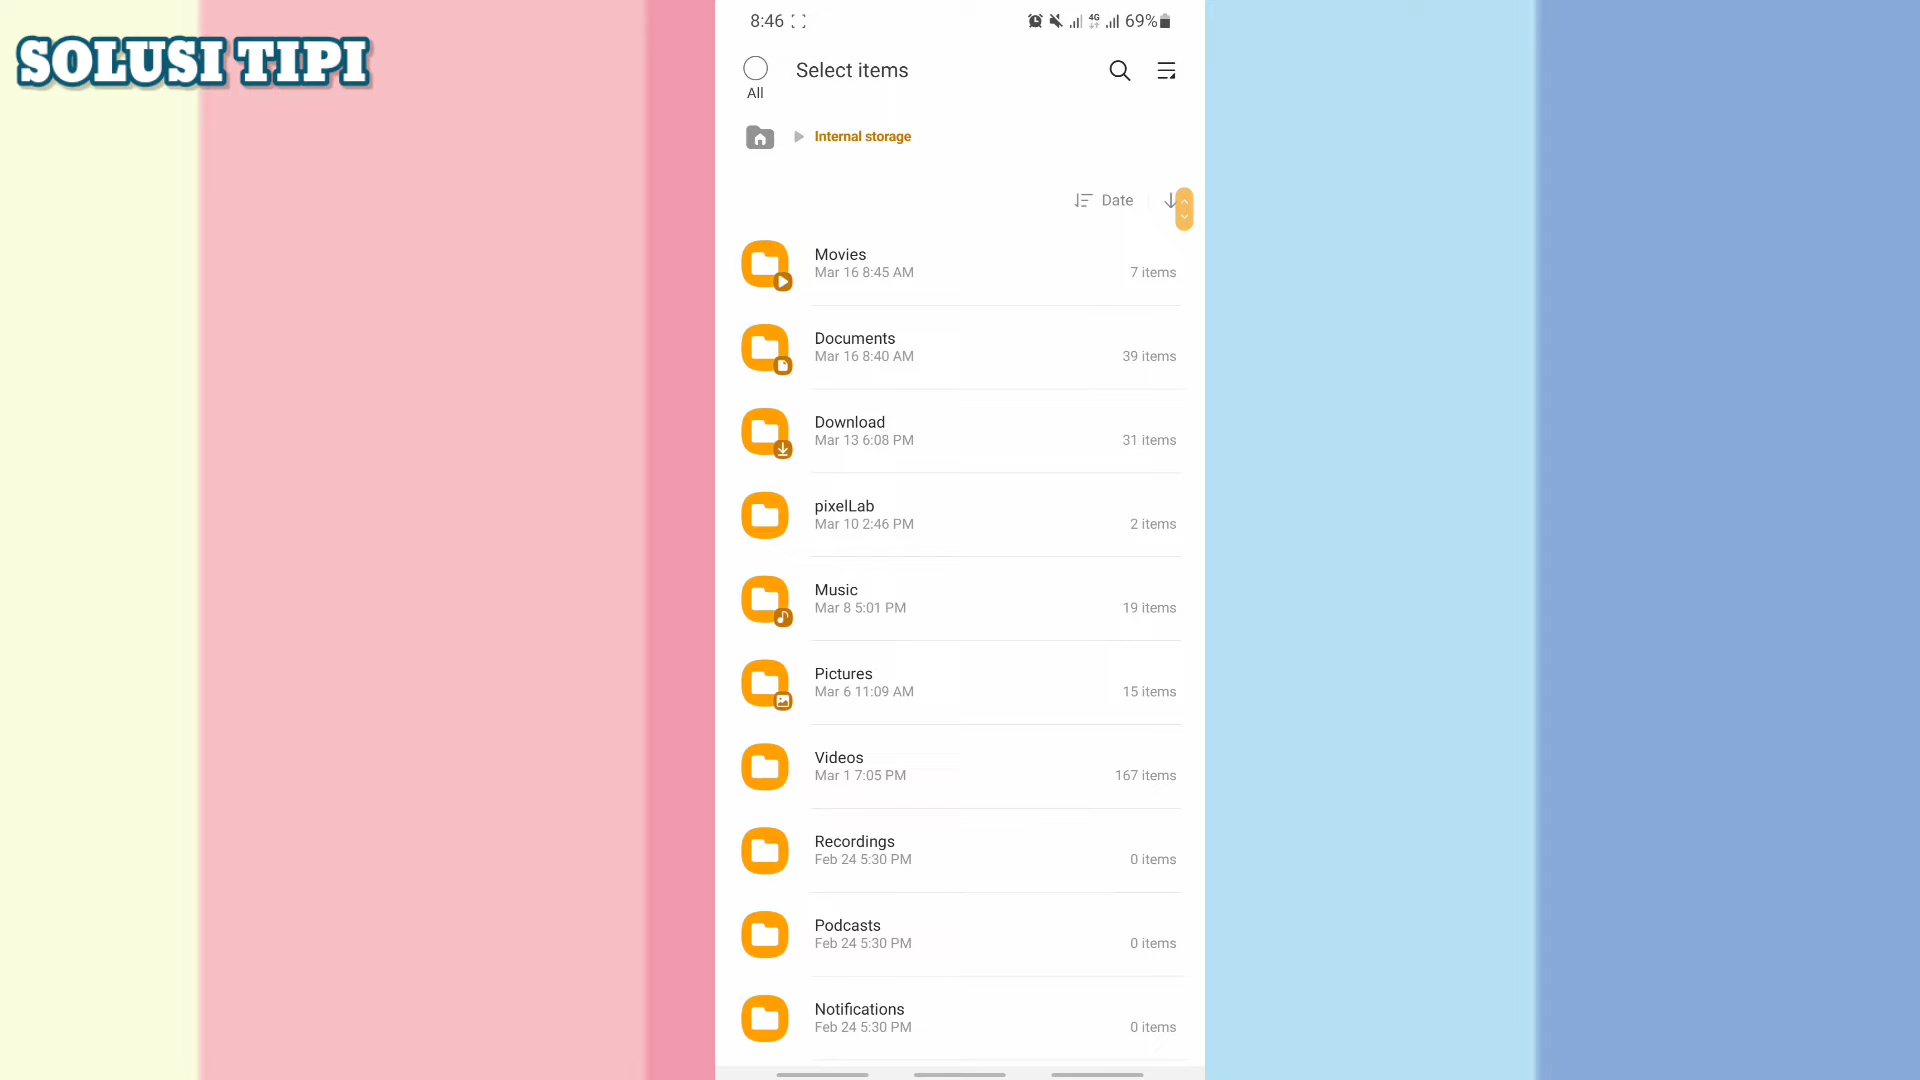 SOLUSI TIPI
8:46
4G
69%
Select items
All
Internal storage
Date
Movies
Mar 16 8:45 AM
7 items
Documents
Mar 16 8:40 AM
39 items
Download
Mar 13 6:08 PM
31 items
pixelLab
Mar 10 2:46 PM
2 items
Music
Mar 8 5:01 PM
19 items
Pictures
Mar 6 11:09 AM
15 items
Videos
Mar 1 7:05 PM
167 items
Recordings
Feb 24 5:30 PM
0 items
Podcasts
Feb 24 5:30 PM
0 items
Notifications
Feb 24 5:30 PM
0 items